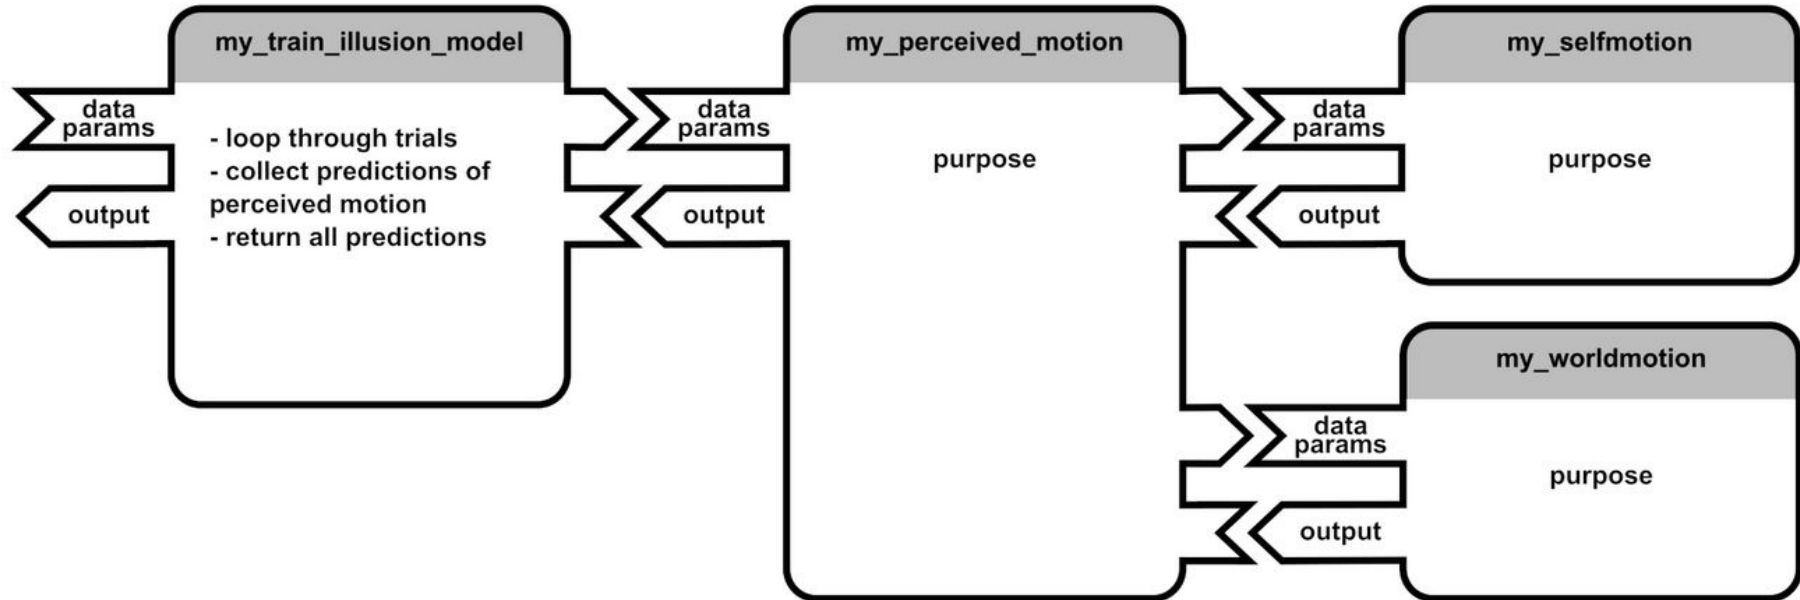 my_train_illusion_model
data
params
- loop through trials
- collect predictions of
perceived motion
- return all predictions
output
my_perceived_motion
data
params
purpose
output
my_selfmotion
data
params
purpose
output
my_worldmotion
data
params
purpose
output